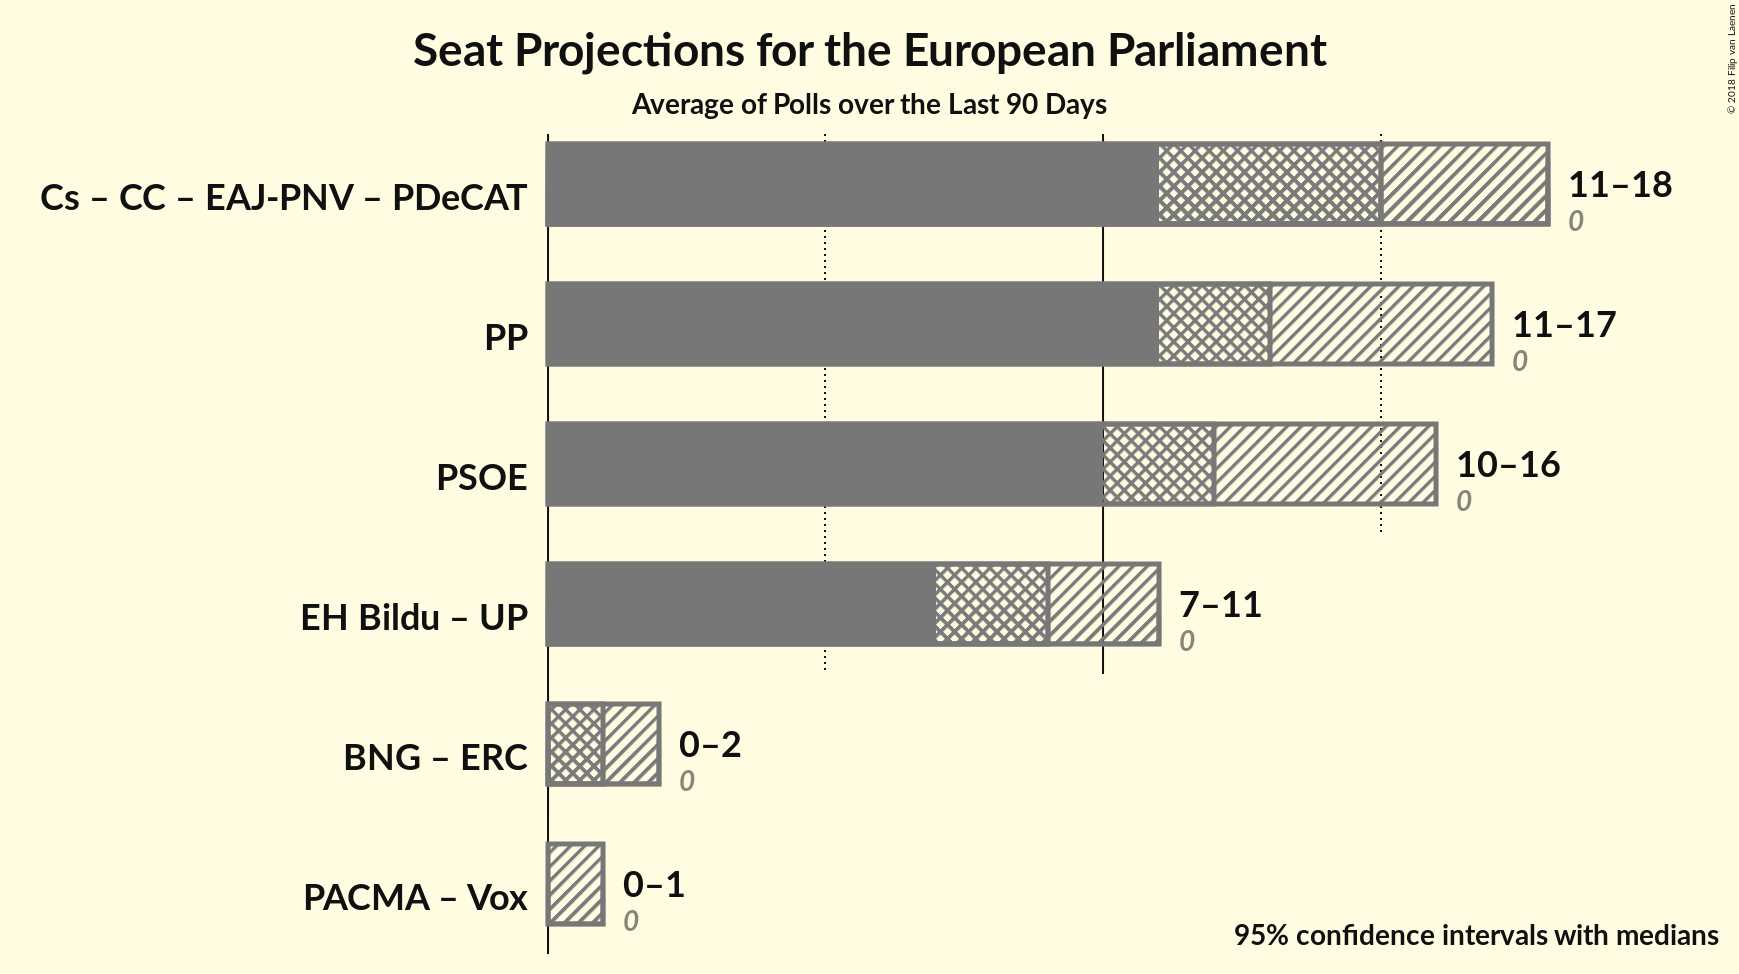 Seat Projections for the European Parliament
Average of Polls over the Last 90 Days
© 2018 Filip van Laenen
Cs – CC – EAJ-PNV – PDeCAT
11–18
0
PP
11–17
0
PSOE
10–16
0
EH Bildu – UP
7–11
0
BNG – ERC
0–2
0
PACMA – Vox
0–1
0
95% confidence intervals with medians